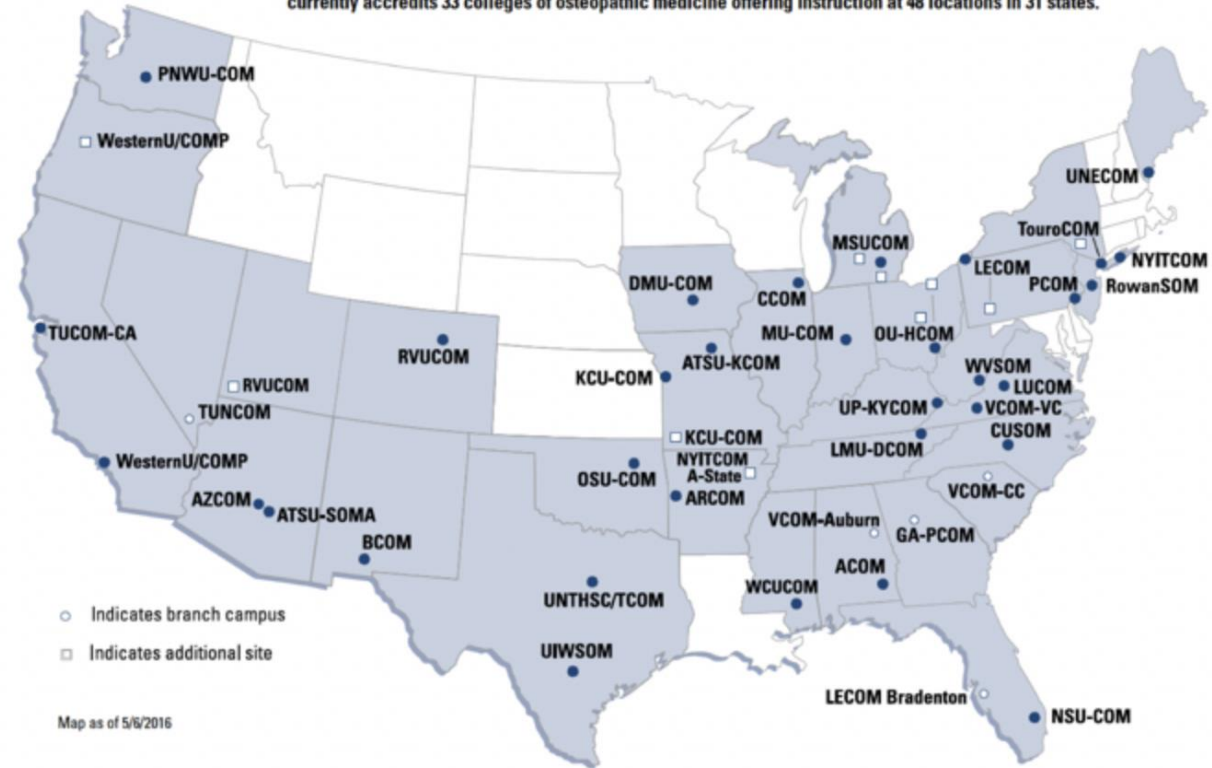 currently accredits 33 colleges of osteopathic medicine offering instruction at 48 locations in 31 states.
PNWU-COM
WesternU/COMP
UNECOM
TouroCOM
MSUCOM
NYITCOM
LECOM
DMU-COM
PCOM
RowanSOM
CCOM
TUCOM-CA
MU-COM
OU-HCOM
RVUCOM
ATSU-KCOM
WVSOM
KCU-COM
RVUCOM
LUCOM
TUNCOM
UP-KYCOM
VCOM-VC
CUSOM
KCU-COM
LMU-DCOM
WesternU/COMP
NYITCOM
A-State
OSU-COM
VCOM-CC
AZCOM
ARCOM
ATSU-SOMA
VCOM-Auburn
GA-PCOM
BCOM
ACOM
WCUCOM
UNTHSC/TCOM
Indicates branch campus
UIWSOM
Indicates additional site
LECOM Bradenton
NSU-COM
Map as of 5/6/2016